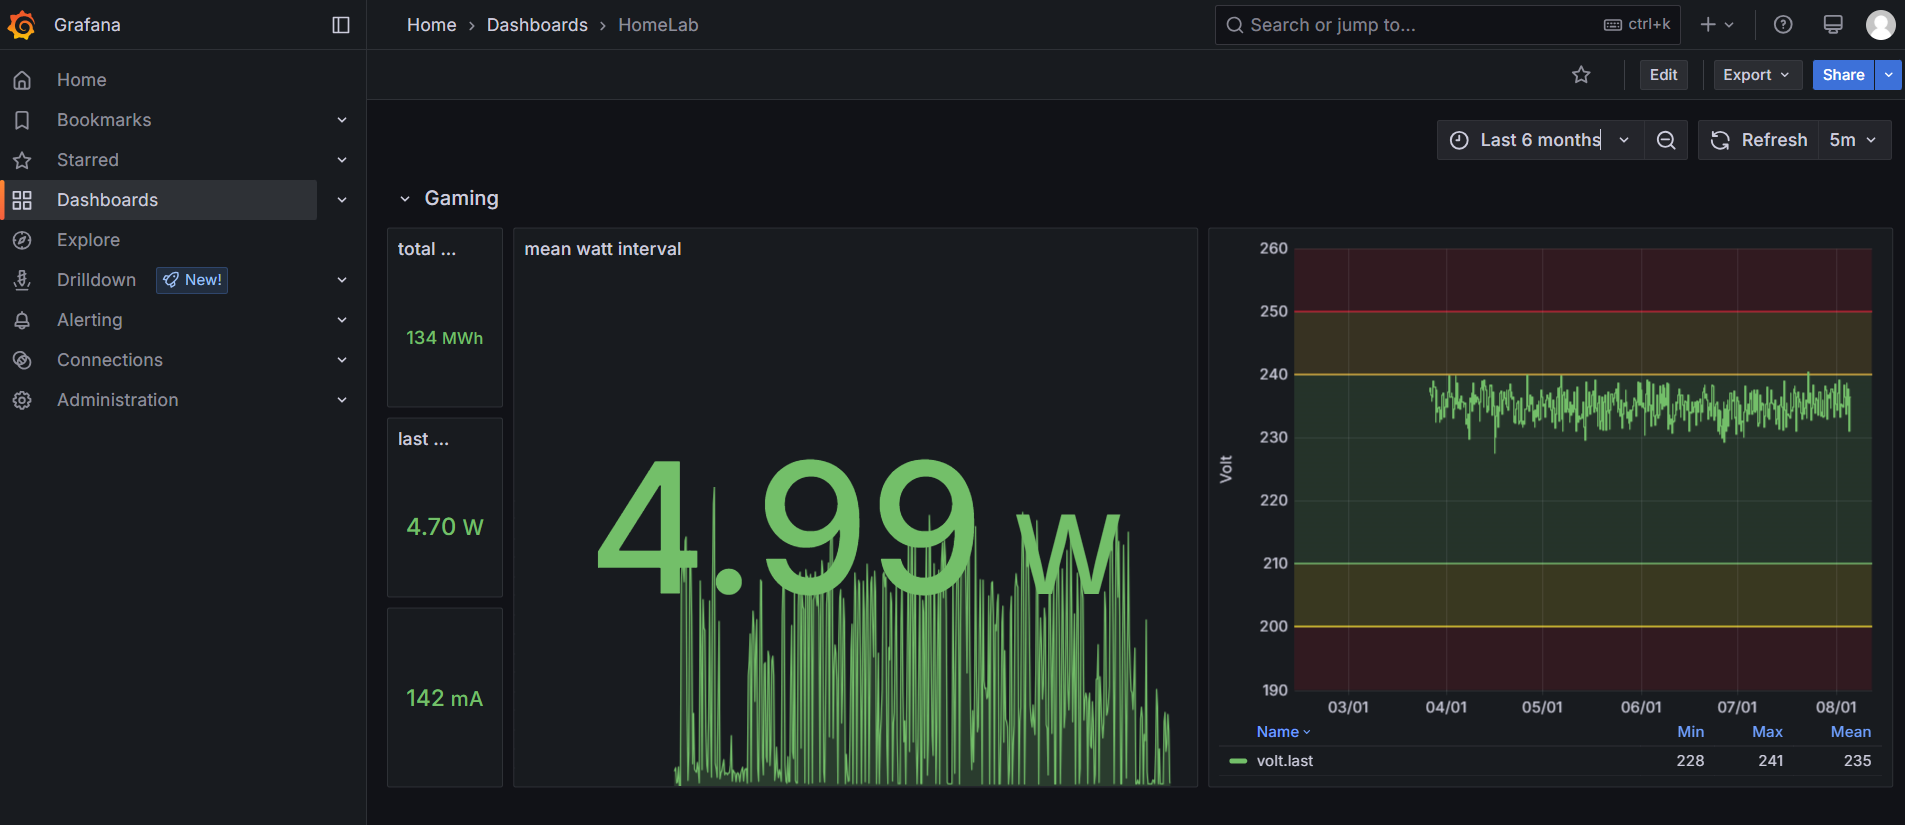 Grafana
Home › Dashboards › HomeLab
Search or jump to...
ctrl+k
Home
Bookmarks
Starred
Dashboards
Explore
Drilldown New!
Alerting
Connections
Administration
Edit
Export
Share
Last 6 months
Refresh
5m
Gaming
total ...
134 MWh
last ...
4.70 W
142 mA
mean watt interval
4.99 W
Volt
260
250
240
230
220
210
200
190
03/01 04/01 05/01 06/01 07/01 08/01
Name Min Max Mean
volt.last 228 241 235